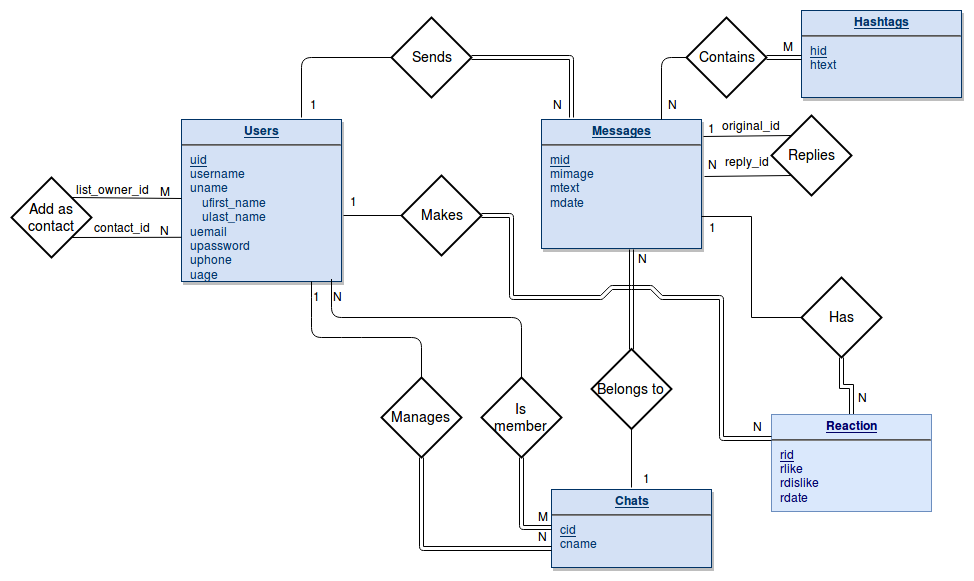 Hashtags
hid
htext
Sends
Contains
M
1
N
N
Users
uid
username
uname
ufirst_name
ulast_name
uemail
upassword
uphone
uage
Messages
mid
mimage
mtext
mdate
1 original_id
N reply_id
Replies
list_owner_id M
Add as
contact
contact_id N
1
Makes
1
N
1 N
Has
N
Manages
Is
member
Belongs to
1
N
Reaction
rid
rlike
rdislike
rdate
M
N
Chats
cid
cname